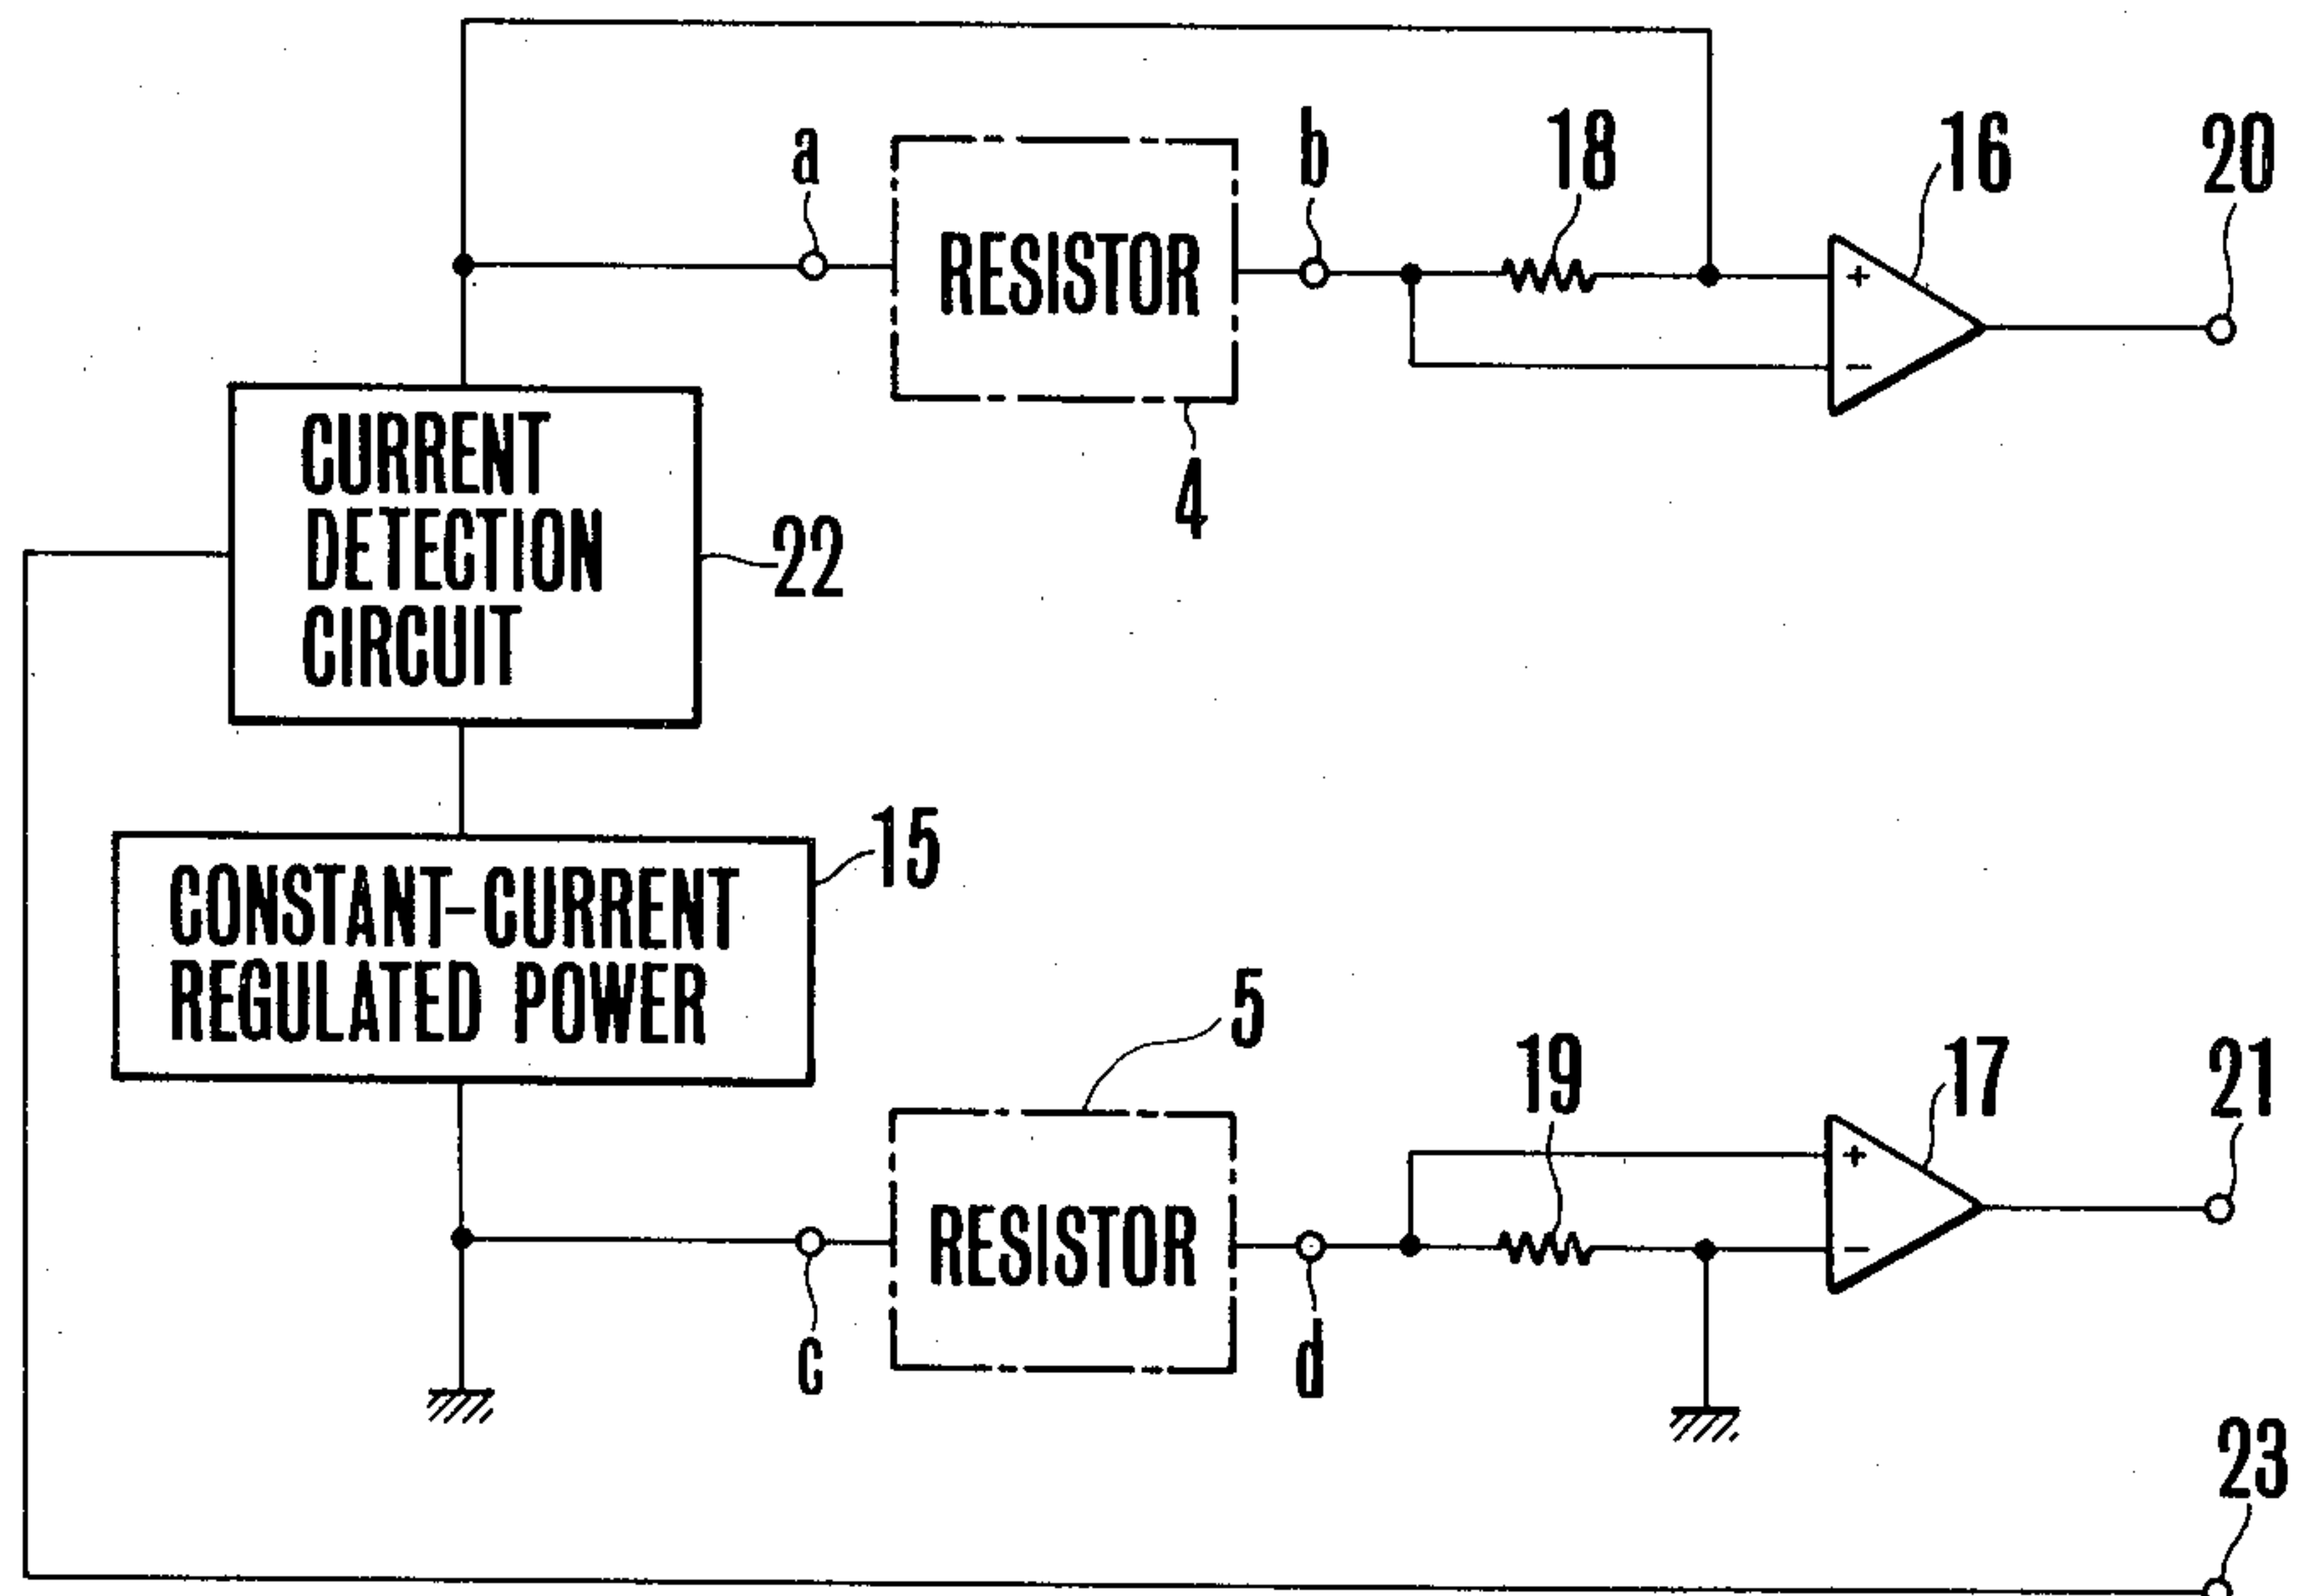 a
b
18
16
20
RESISTOR
+
−
4
CURRENT
DETECTION
CIRCUIT
22
15
CONSTANT-CURRENT
REGULATED POWER
5
19
17
21
RESISTOR
+
−
c
d
23